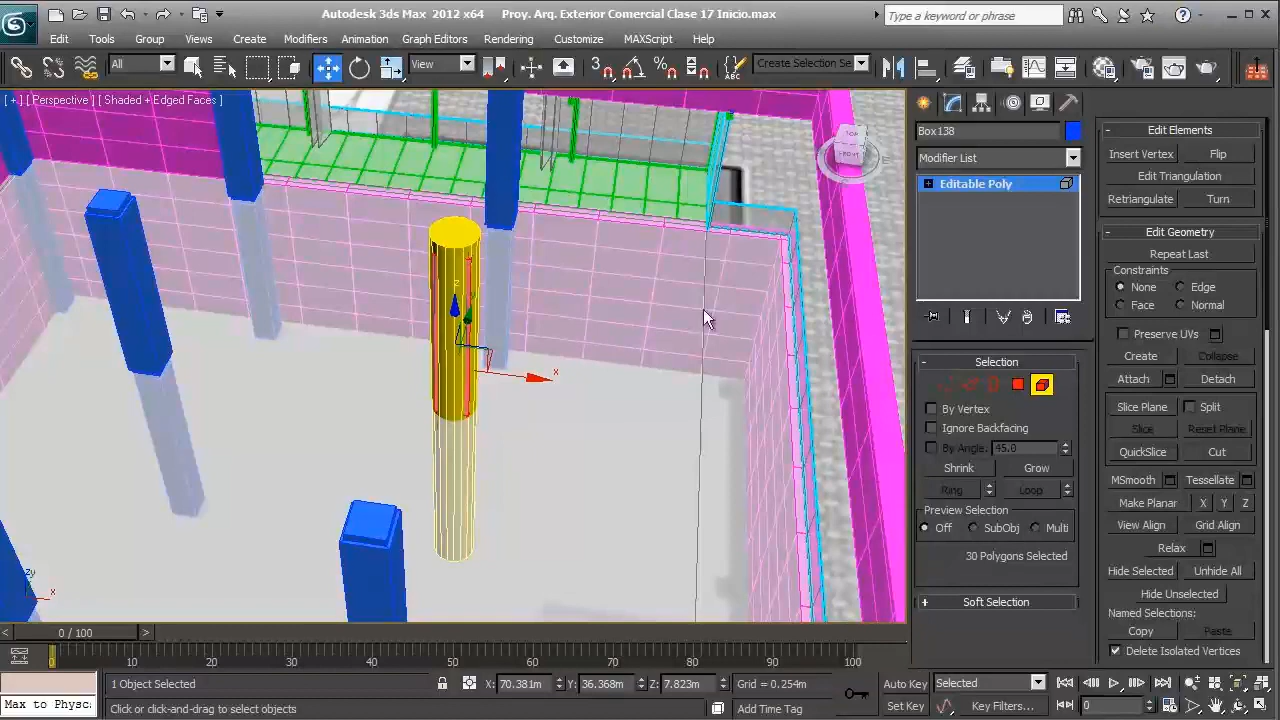 Autodesk 3ds Max 2012 x64 Proy. Arq. Exterior Comercial Clase 17 Inicio.max
Type a keyword or phrase
Edit Tools Group Views Create Modifiers Animation Graph Editors Rendering Customize MAXScript Help
All View Create Selection Se
[ + ] [ Perspective ] [ Shaded + Edged Faces ]
TOP
FRONT
E
z
x
zy
x
Box138
Modifier List
Editable Poly
Selection
By Vertex
Ignore Backfacing
By Angle: 45.0
Shrink Grow
Ring Loop
Preview Selection
Off SubObj Multi
30 Polygons Selected
Soft Selection
Edit Elements
Insert Vertex Flip
Edit Triangulation
Retriangulate Turn
Edit Geometry
Repeat Last
Constraints
None Edge
Face Normal
Preserve UVs
Create Collapse
Attach Detach
Slice Plane Split
Slice Reset Plane
QuickSlice Cut
MSmooth Tessellate
Make Planar X Y Z
View Align Grid Align
Relax
Hide Selected Unhide All
Hide Unselected
Named Selections:
Copy Paste
Delete Isolated Vertices
< 0 / 100 >
0 10 20 30 40 50 60 70 80 90 100
1 Object Selected X: 70.381m Y: 36.368m Z: 7.823m Grid = 0.254m Auto Key Selected
Max to Physc Click or click-and-drag to select objects Add Time Tag Set Key Key Filters... 0